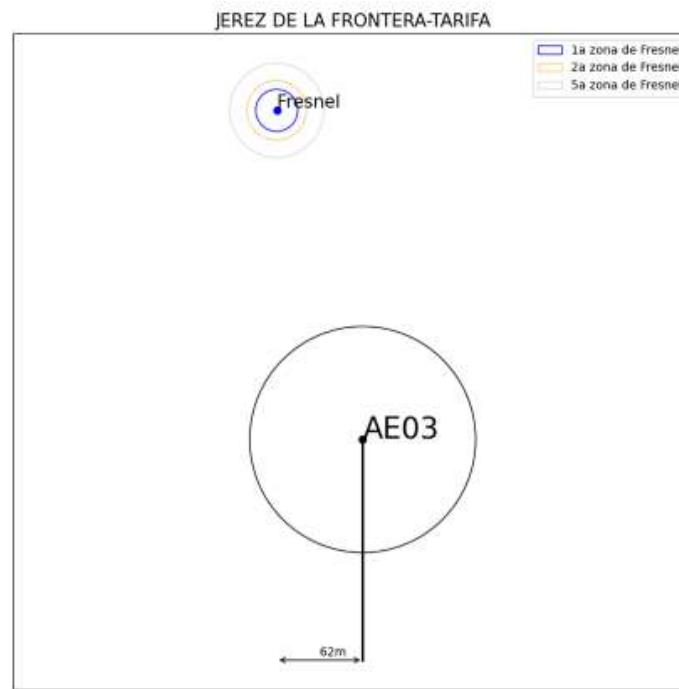 JEREZ DE LA FRONTERA-TARIFA
1a zona de Fresnel
2a zona de Fresnel
5a zona de Fresnel
Fresnel
AE03
62m